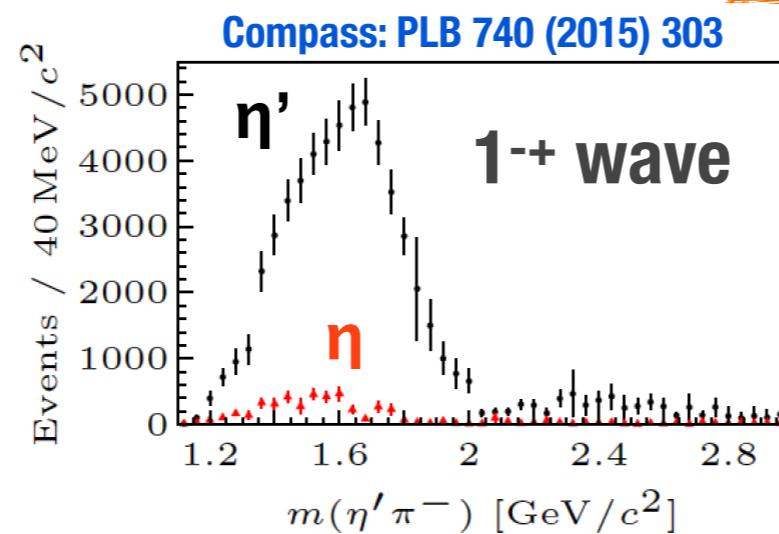 Compass: PLB 740 (2015) 303
Events / 40 MeV/c²
5000
4000
3000
2000
1000
0
η’
1⁻⁺ wave
η
1.2 1.6 2 2.4 2.8
m(η′π⁻) [GeV/c²]